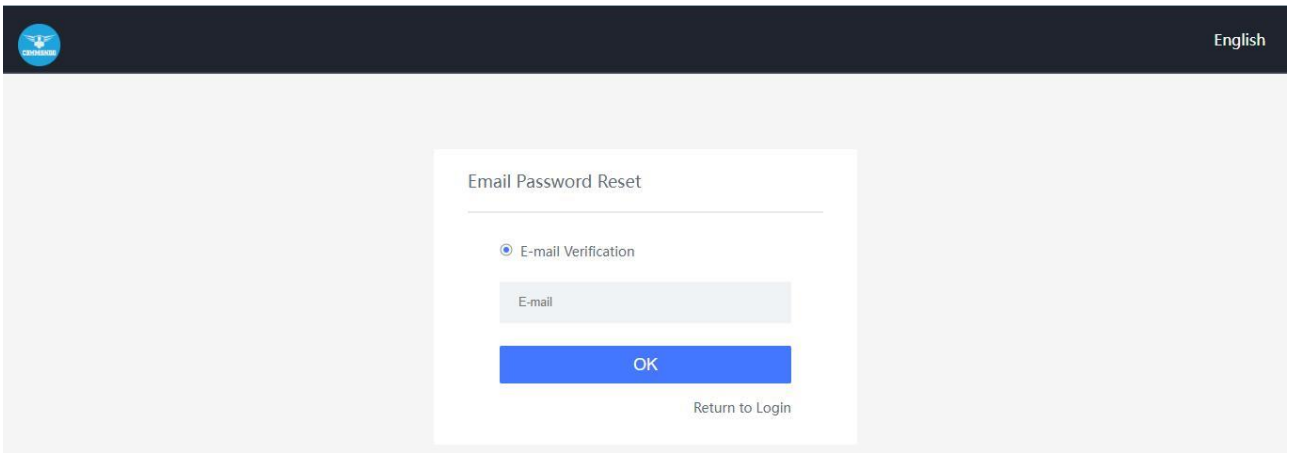 English
Email Password Reset
E-mail Verification
E-mail
OK
Return to Login